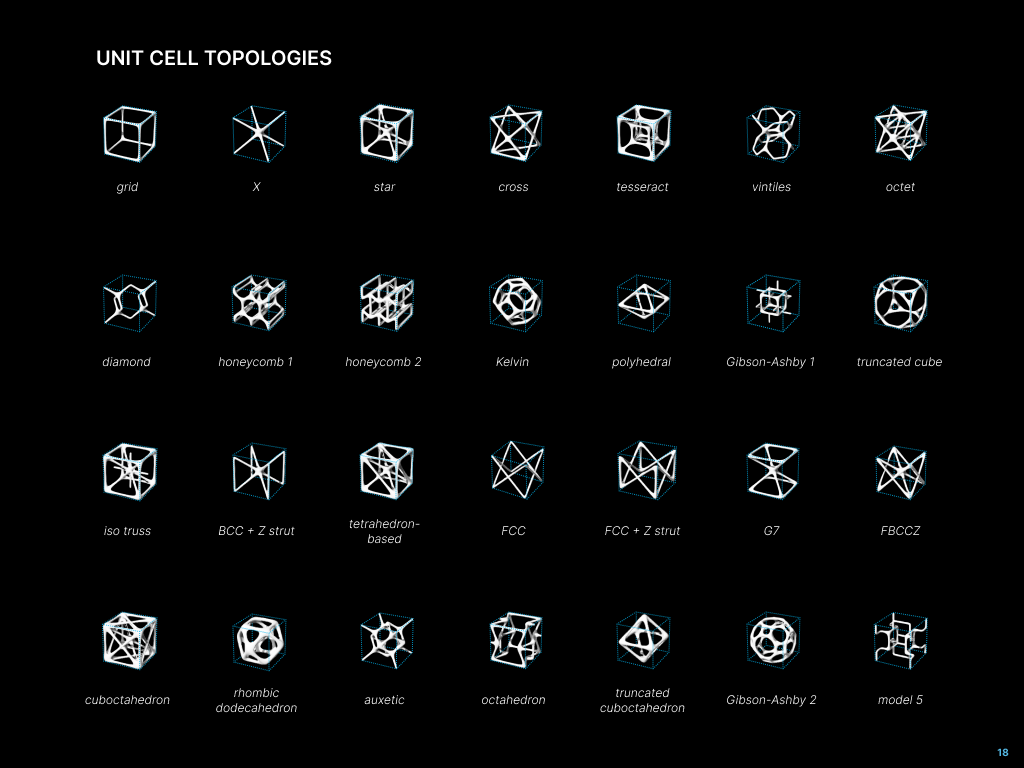 UNIT CELL TOPOLOGIES
grid
X
star
cross
tesseract
vintiles
octet
diamond
honeycomb 1
honeycomb 2
Kelvin
polyhedral
Gibson-Ashby 1
truncated cube
iso truss
BCC + Z strut
tetrahedron-
based
FCC
FCC + Z strut
G7
FBCCZ
cuboctahedron
rhombic
dodecahedron
auxetic
octahedron
truncated
cuboctahedron
Gibson-Ashby 2
model 5
18